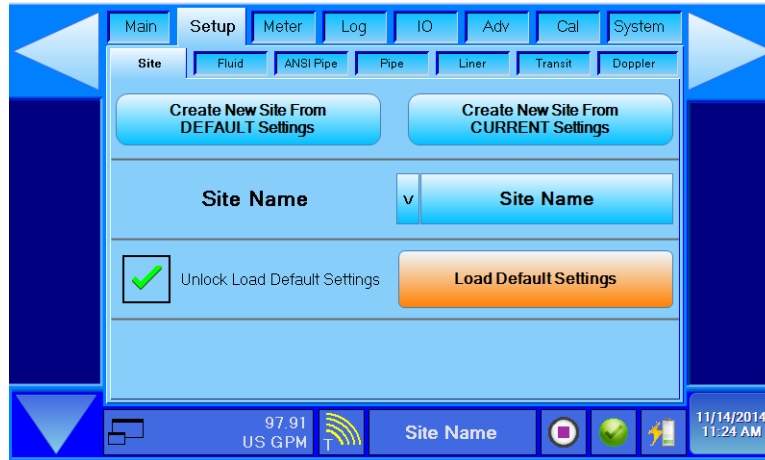 Main Setup Meter Log IO Adv Cal System
Site Fluid ANSI Pipe Pipe Liner Transit Doppler
Create New Site From
DEFAULT Settings
Create New Site From
CURRENT Settings
Site Name v Site Name
Unlock Load Default Settings Load Default Settings
97.91
US GPM
T
Site Name
11/14/2014
11:24 AM